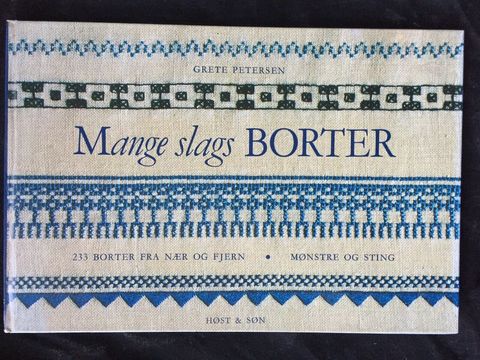 GRETE PETERSEN
Mange slags BORTER
233 BORTER FRA NÆR OG FJERN • MØNSTRE OG STING
HØST & SØN